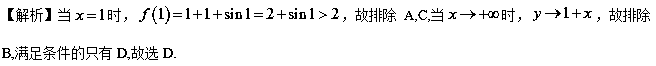 【解析】当 x=1时, f(1)=1+1+sin1=2+sin1>2, 故排除 A,C,当 x→+∞时, y→1+x, 故排除
B,满足条件的只有 D,故选 D.